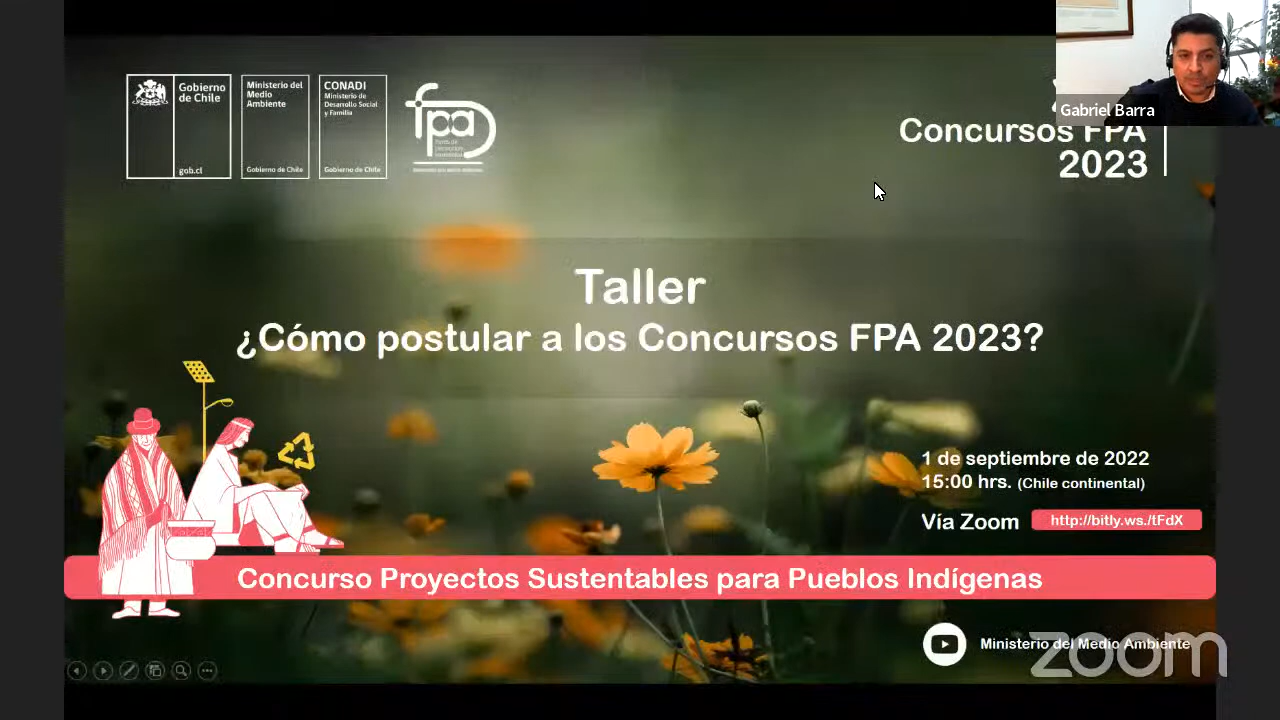 Gobierno
de Chile
gob.cl
Ministerio del
Medio
Ambiente
Gobierno de Chile
CONADI
Ministerio de
Desarrollo Social
y Familia
Gobierno de Chile
fpa
Gabriel Barra
Concursos FPA
2023
Taller
¿Cómo postular a los Concursos FPA 2023?
1 de septiembre de 2022
15:00 hrs. (Chile continental)
Vía Zoom http://bitly.ws/tFdX
Concurso Proyectos Sustentables para Pueblos Indígenas
Ministerio del Medio Ambiente
zoom